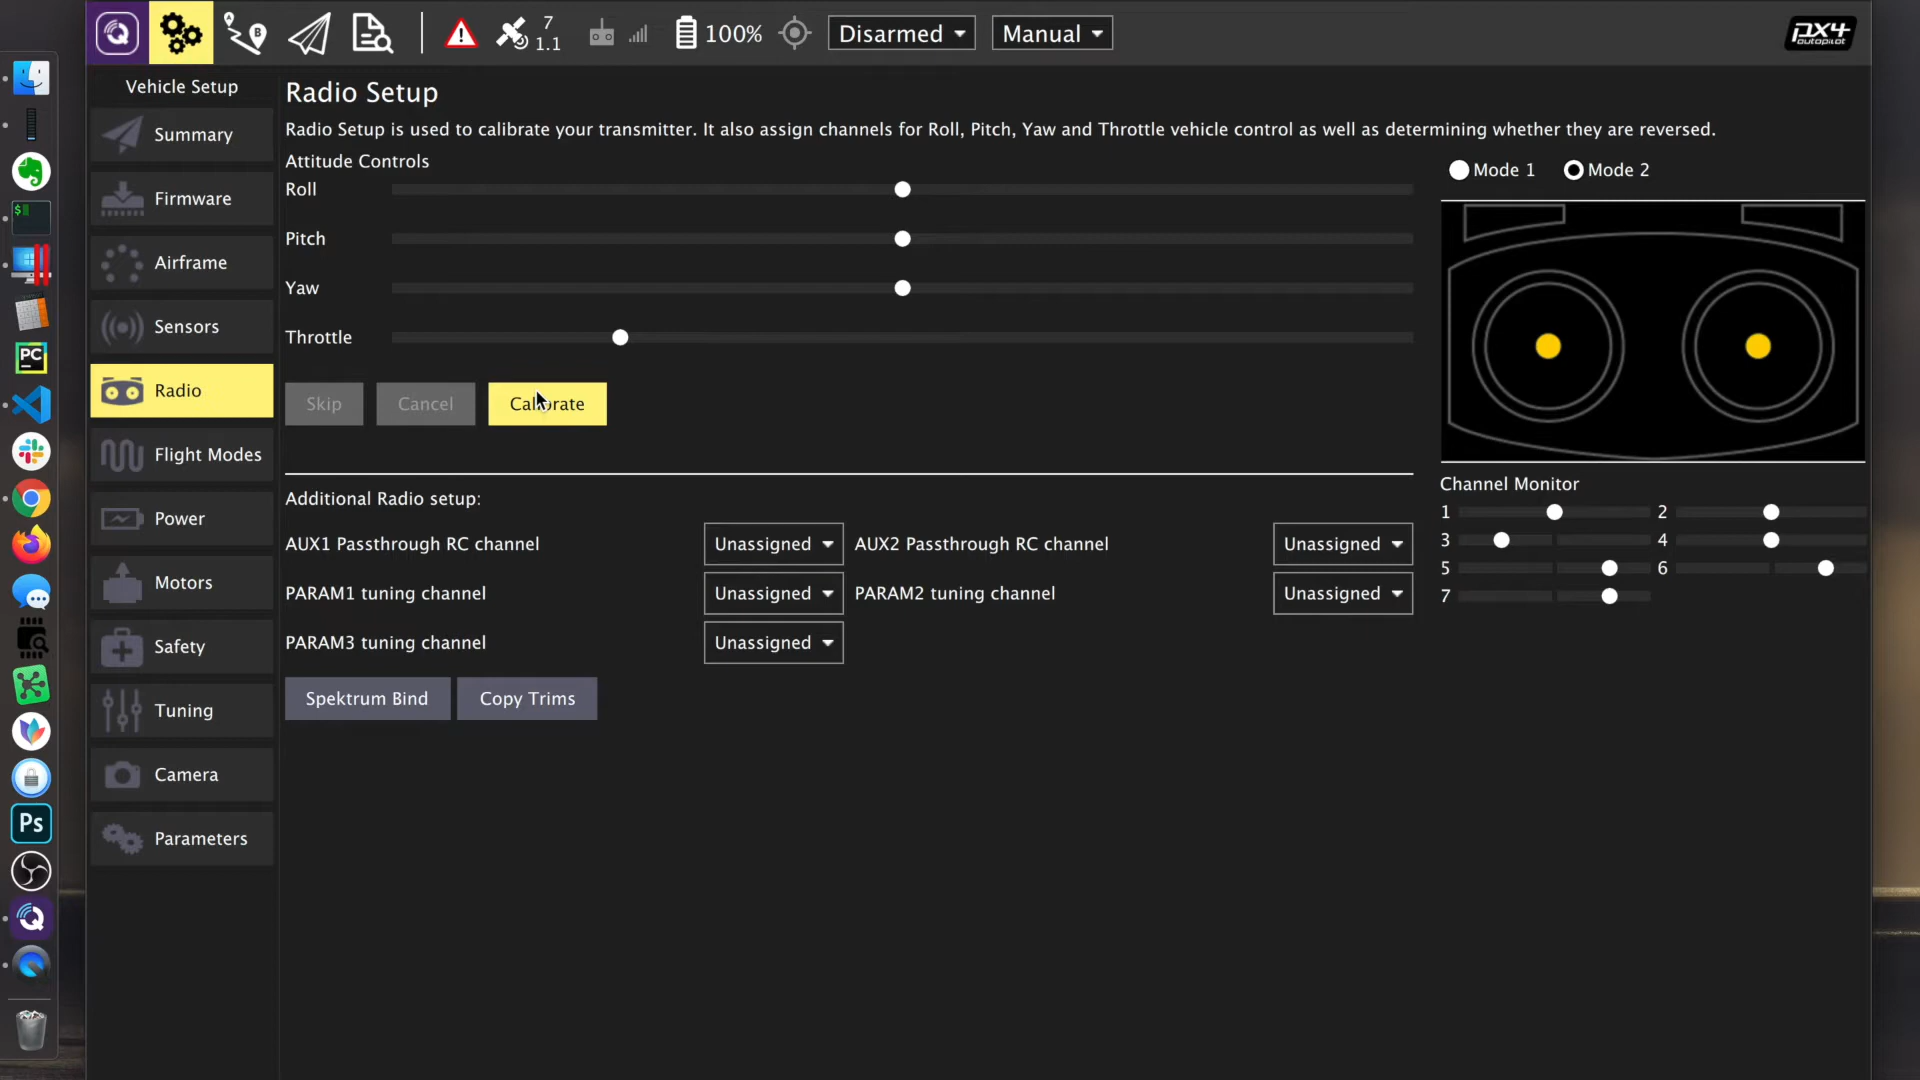 7
1.1
100%
Disarmed
Manual
px4
autopilot
Vehicle Setup
Summary
Firmware
Airframe
Sensors
Radio
Flight Modes
Power
Motors
Safety
Tuning
Camera
Parameters
Radio Setup
Radio Setup is used to calibrate your transmitter. It also assign channels for Roll, Pitch, Yaw and Throttle vehicle control as well as determining whether they are reversed.
Attitude Controls
Roll
Pitch
Yaw
Throttle
Skip
Cancel
Calibrate
Additional Radio setup:
AUX1 Passthrough RC channel
Unassigned
AUX2 Passthrough RC channel
Unassigned
PARAM1 tuning channel
Unassigned
PARAM2 tuning channel
Unassigned
PARAM3 tuning channel
Unassigned
Spektrum Bind
Copy Trims
Mode 1
Mode 2
Channel Monitor
1
2
3
4
5
6
7
B
$
PC
Ps